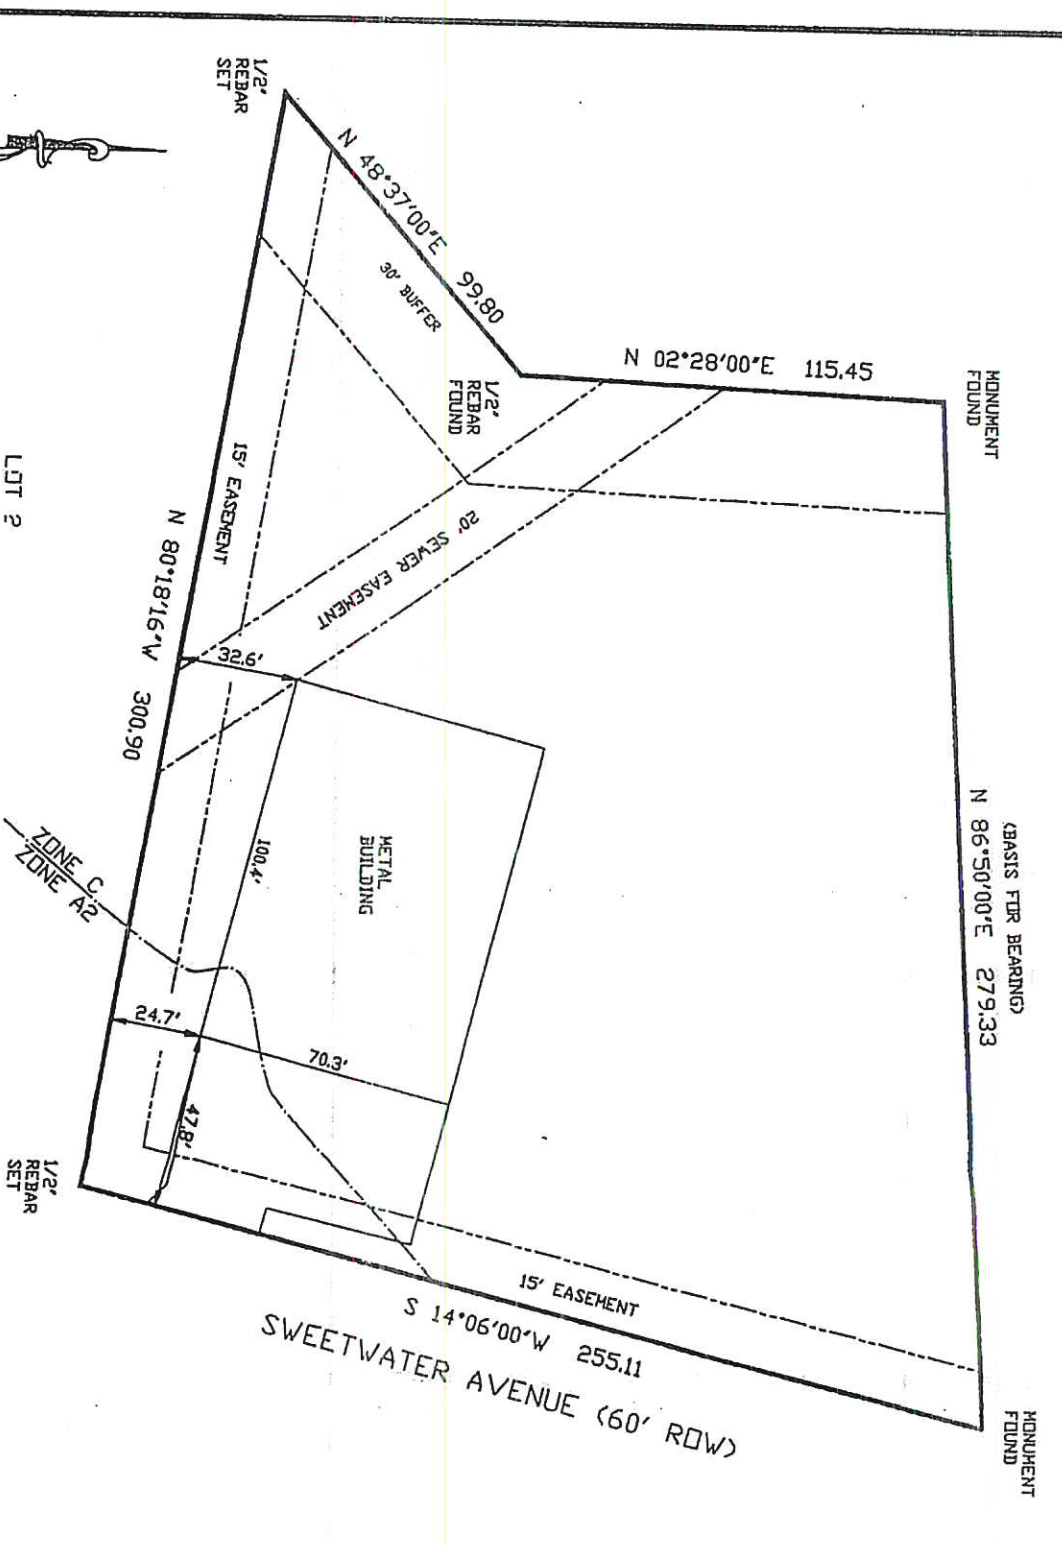 MONUMENT
FOUND
(BASIS FOR BEARING)
N 86°50'00"E 279.33
MONUMENT
FOUND
N 02°28'00"E 115.45
1/2"
REBAR
FOUND
N 48°37'00"E 99.80
30' BUFFER
1/2"
REBAR
SET
20' SEWER EASEMENT
15' EASEMENT
N 80°18'16"W 300.90
32.6'
METAL
BUILDING
100.4'
70.3'
24.7'
47.8'
ZONE C
ZONE A2
15' EASEMENT
S 14°06'00"W 255.11
SWEETWATER AVENUE (60' ROW)
1/2"
REBAR
SET
LOT 2